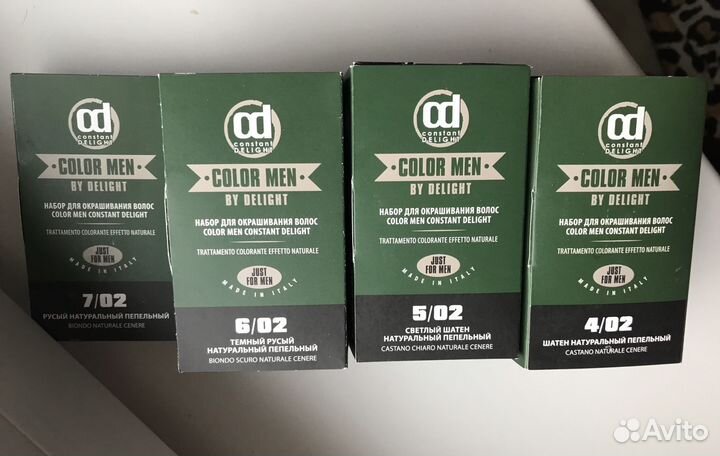 cd
constant
DELIGHT
COLOR MEN
BY DELIGHT
НАБОР ДЛЯ ОКРАШИВАНИЯ ВОЛОС
COLOR MEN CONSTANT DELIGHT
TRATTAMENTO COLORANTE EFFETTO NATURALE
JUST
FOR MEN
MADE IN ITALY
7/02
РУСЫЙ НАТУРАЛЬНЫЙ ПЕПЕЛЬНЫЙ
BIONDO NATURALE CENERE
cd
constant
DELIGHT
COLOR MEN
BY DELIGHT
НАБОР ДЛЯ ОКРАШИВАНИЯ ВОЛОС
COLOR MEN CONSTANT DELIGHT
TRATTAMENTO COLORANTE EFFETTO NATURALE
JUST
FOR MEN
MADE IN ITALY
6/02
ТЕМНЫЙ РУСЫЙ
НАТУРАЛЬНЫЙ ПЕПЕЛЬНЫЙ
BIONDO SCURO NATURALE CENERE
cd
constant
DELIGHT
COLOR MEN
BY DELIGHT
НАБОР ДЛЯ ОКРАШИВАНИЯ ВОЛОС
COLOR MEN CONSTANT DELIGHT
TRATTAMENTO COLORANTE EFFETTO NATURALE
JUST
FOR MEN
MADE IN ITALY
5/02
СВЕТЛЫЙ ШАТЕН
НАТУРАЛЬНЫЙ ПЕПЕЛЬНЫЙ
CASTANO CHIARO NATURALE CENERE
cd
constant
DELIGHT
COLOR MEN
BY DELIGHT
НАБОР ДЛЯ ОКРАШИВАНИЯ ВОЛОС
COLOR MEN CONSTANT DELIGHT
TRATTAMENTO COLORANTE EFFETTO NATURALE
JUST
FOR MEN
MADE IN ITALY
4/02
ШАТЕН НАТУРАЛЬНЫЙ ПЕПЕЛЬНЫЙ
CASTANO NATURALE CENERE
Avito